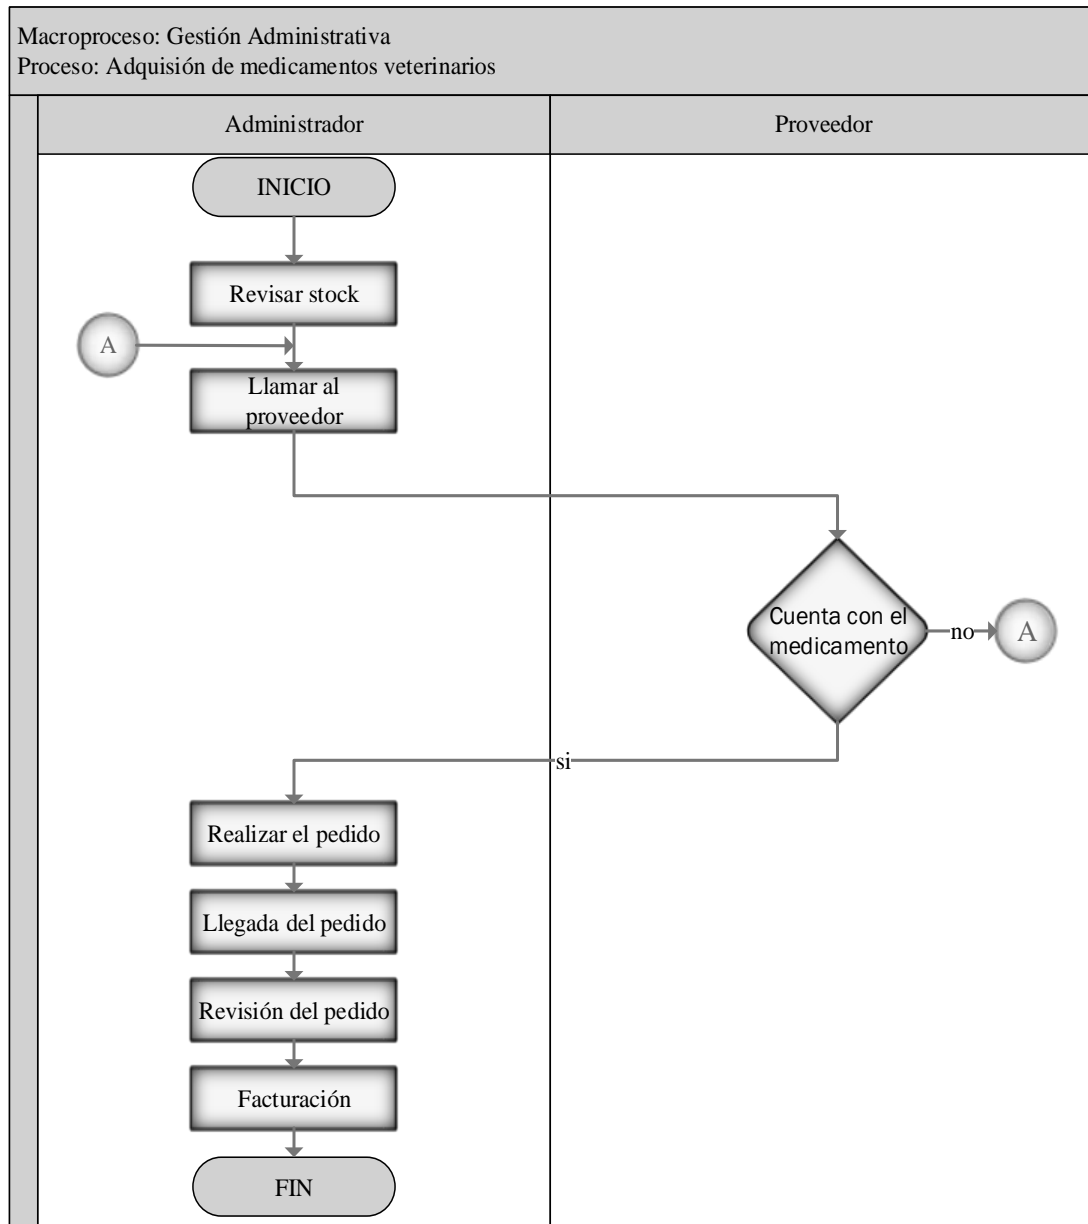 Macroproceso: Gestión Administrativa
Proceso: Adquisión de medicamentos veterinarios
Administrador
Proveedor
INICIO
Revisar stock
A
Llamar al
proveedor
Cuenta con el
medicamento
no
A
si
Realizar el pedido
Llegada del pedido
Revisión del pedido
Facturación
FIN